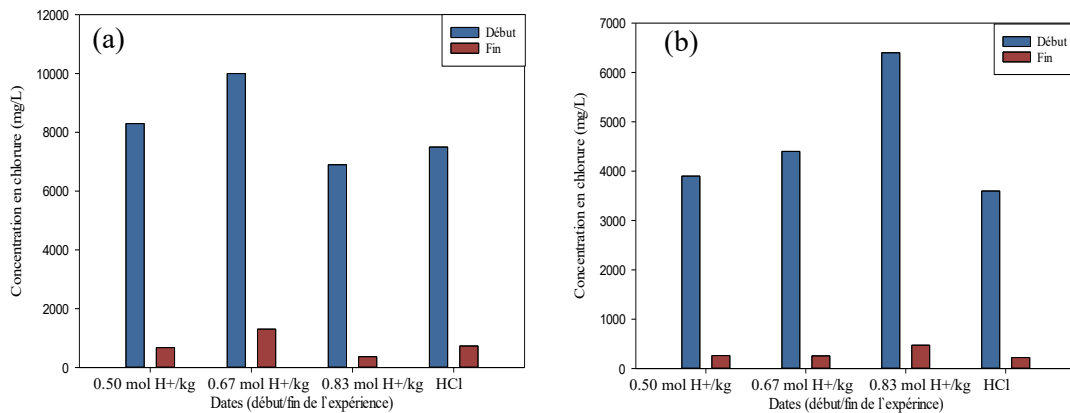 (a)
Début
Fin
Concentration en chlorure (mg/L)
12000
10000
8000
6000
4000
2000
0
0.50 mol H+/kg 0.67 mol H+/kg 0.83 mol H+/kg HCl
Dates (début/fin de l'expérience)
(b)
Début
Fin
Concentration en chlorure (mg/L)
7000
6000
5000
4000
3000
2000
1000
0
0.50 mol H+/kg 0.67 mol H+/kg 0.83 mol H+/kg HCl
Dates (début/fin de l'expérince)